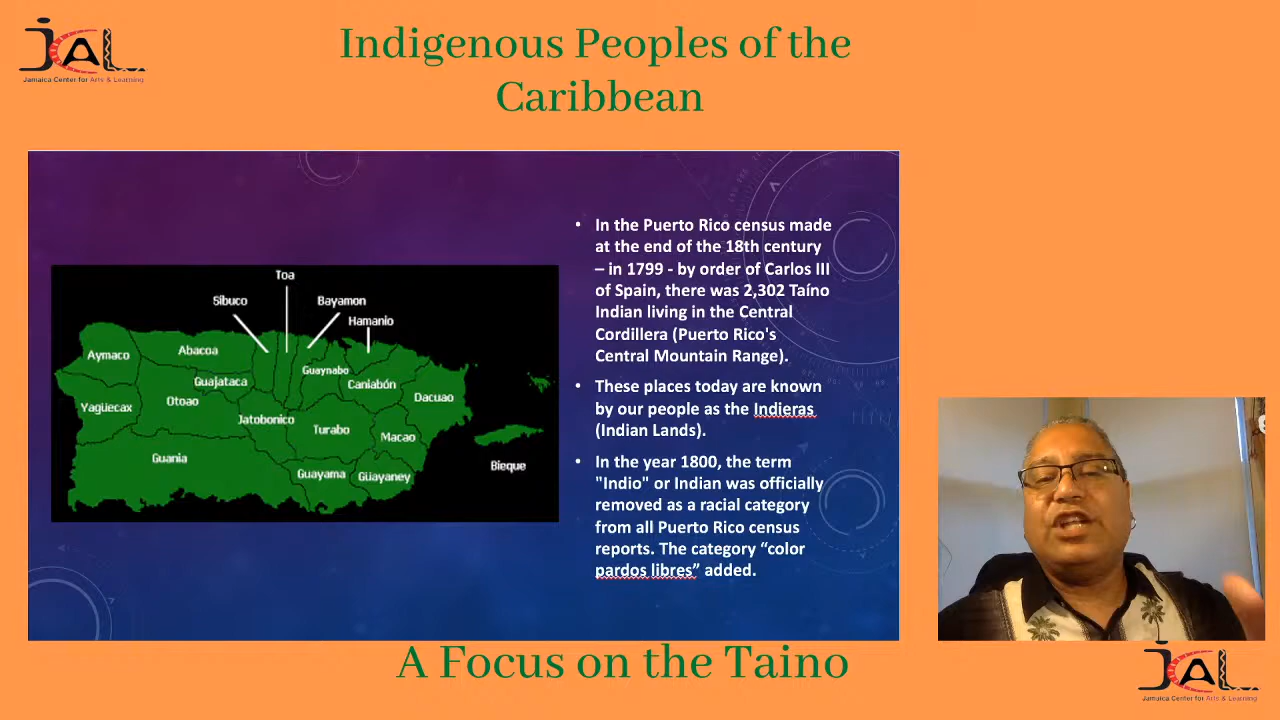 JCAL
Jamaica Center for Arts & Learning
Indigenous Peoples of the
Caribbean
Toa
Sibuco
Bayamon
Hamanio
Aymaco
Abacoa
Guaynabo
Guajataca
Caniabón
Dacuao
Yagüecax
Otoao
Jatobonico
Turabo
Macao
Guania
Guayama
Güayaney
Bieque
• In the Puerto Rico census made
at the end of the 18th century
– in 1799 - by order of Carlos III
of Spain, there was 2,302 Taíno
Indian living in the Central
Cordillera (Puerto Rico's
Central Mountain Range).
• These places today are known
by our people as the Indieras
(Indian Lands).
• In the year 1800, the term
"Indio" or Indian was officially
removed as a racial category
from all Puerto Rico census
reports. The category “color
pardos libres” added.
A Focus on the Taino
JCAL
Jamaica Center for Arts & Learning